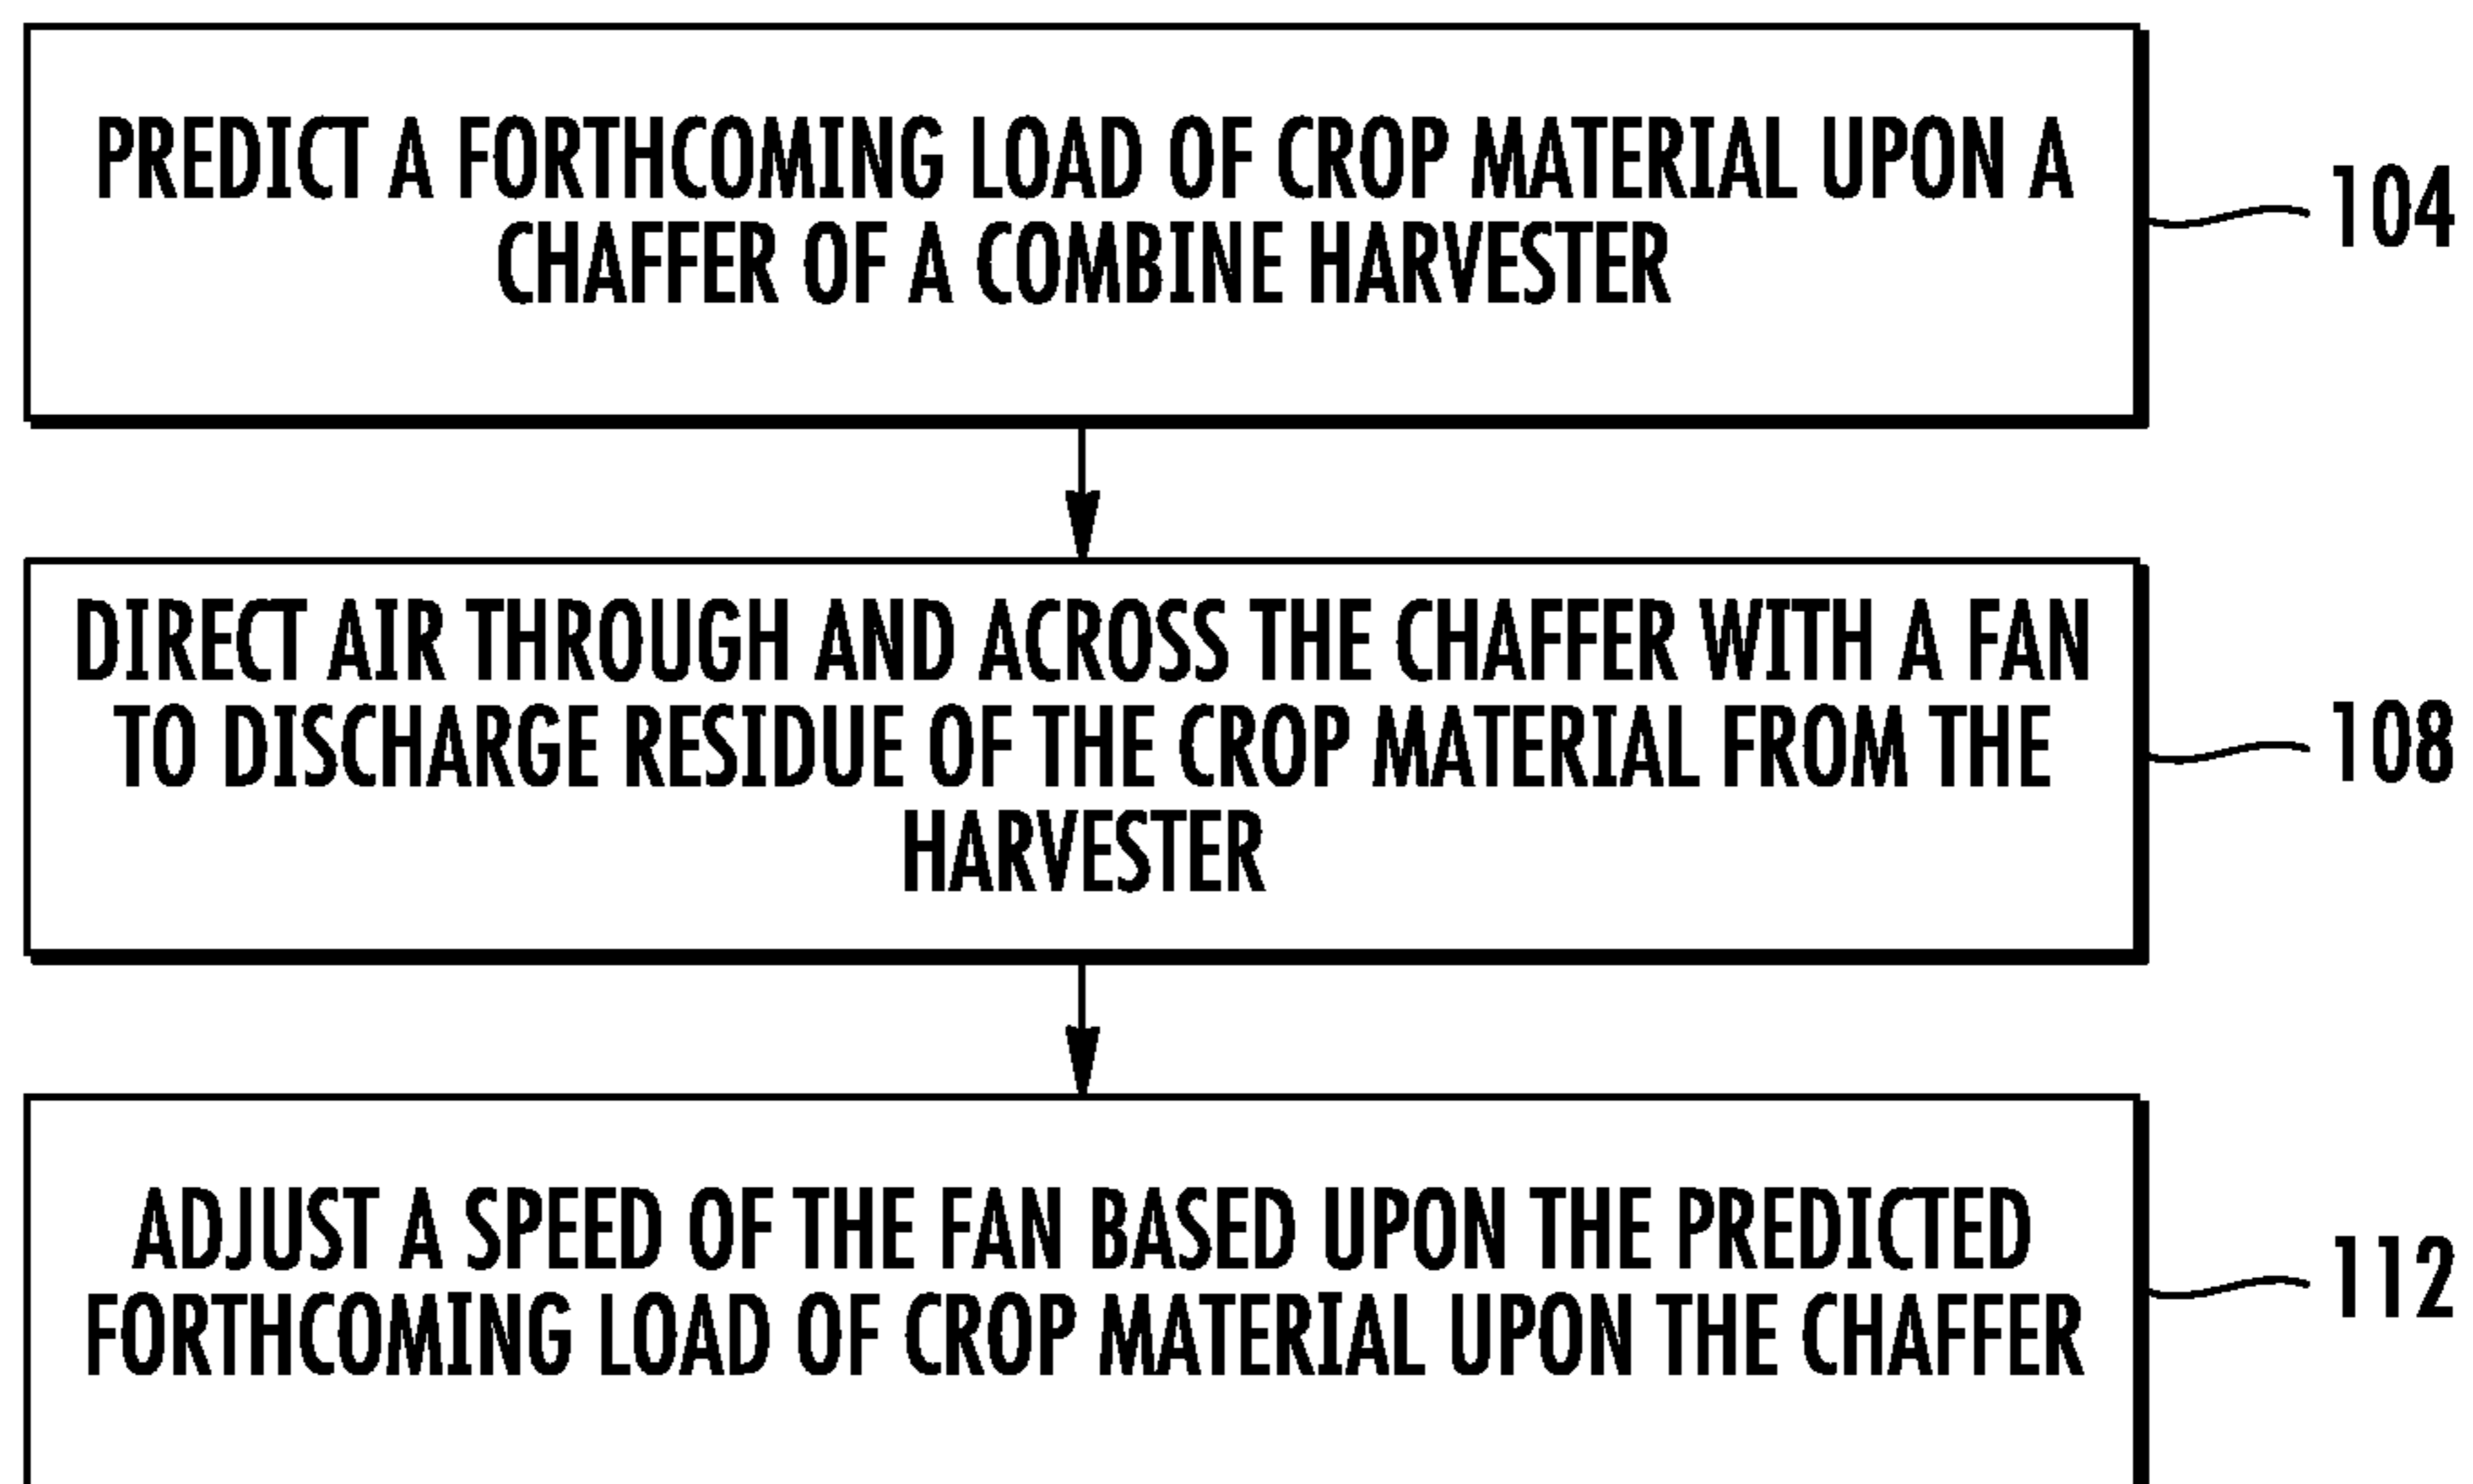 PREDICT A FORTHCOMING LOAD OF CROP MATERIAL UPON A
CHAFFER OF A COMBINE HARVESTER
104
DIRECT AIR THROUGH AND ACROSS THE CHAFFER WITH A FAN
TO DISCHARGE RESIDUE OF THE CROP MATERIAL FROM THE
HARVESTER
108
ADJUST A SPEED OF THE FAN BASED UPON THE PREDICTED
FORTHCOMING LOAD OF CROP MATERIAL UPON THE CHAFFER
112